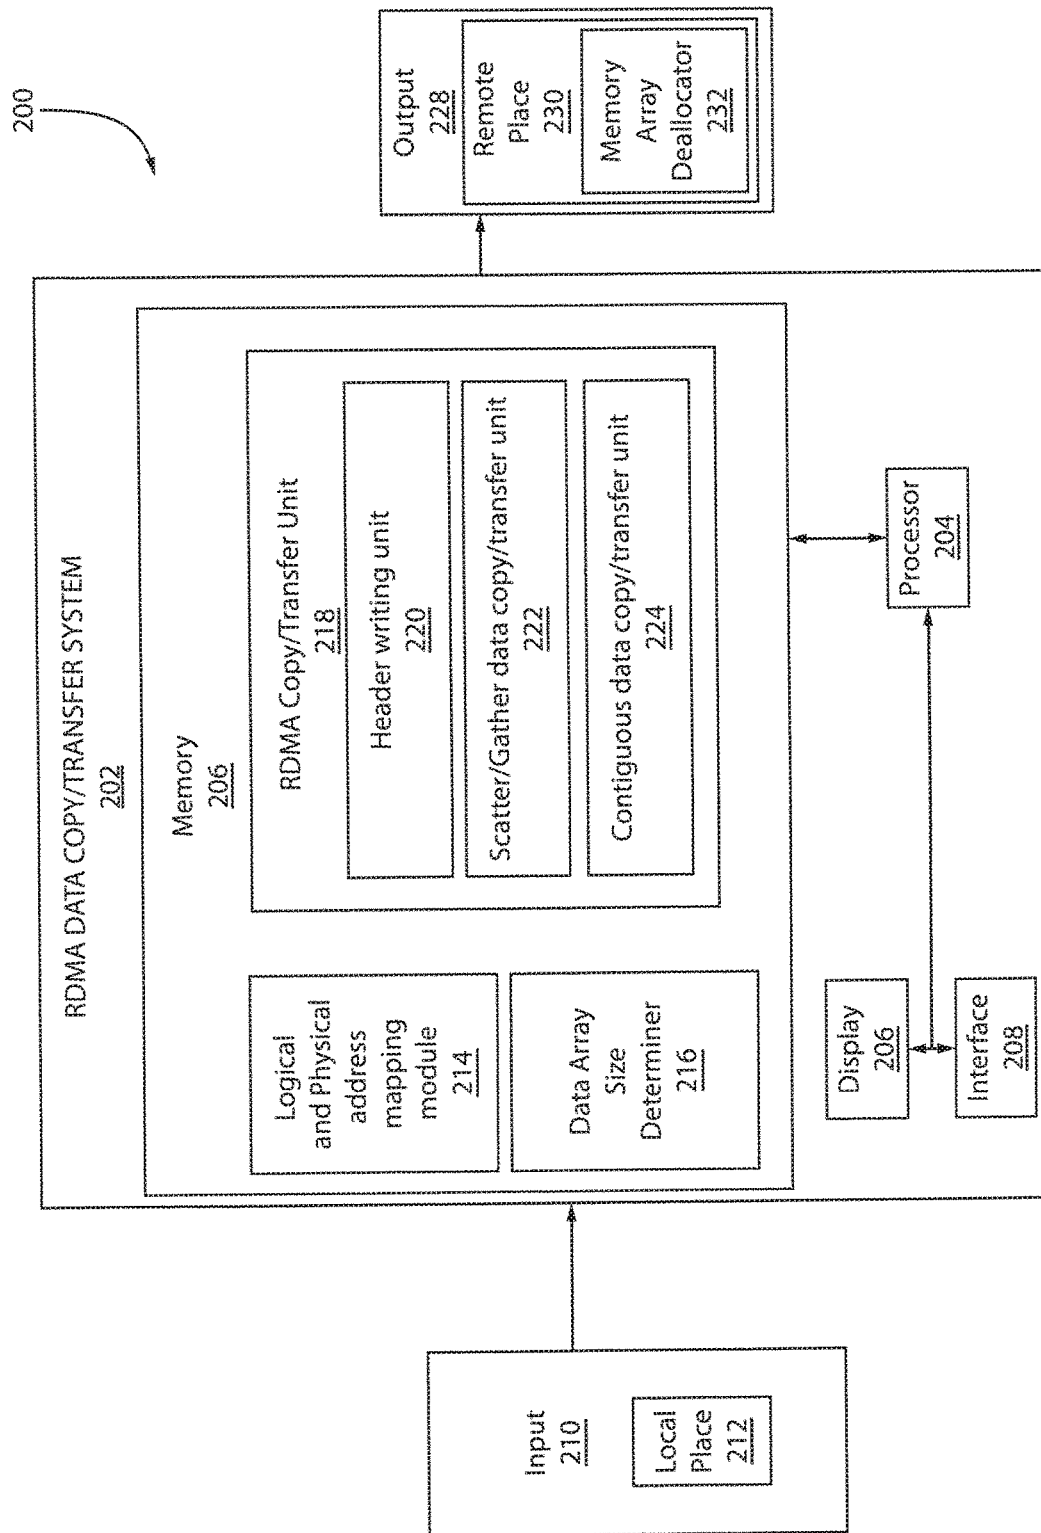 200
RDMA DATA COPY/TRANSFER SYSTEM
202
Input
210
Local
Place
212
Memory
206
Logical
and Physical
address
mapping
module
214
Data Array
Size
Determiner
216
RDMA Copy/Transfer Unit
218
Header writing unit
220
Scatter/Gather data copy/transfer unit
222
Contiguous data copy/transfer unit
224
Display
206
Interface
208
Processor
204
Output
228
Remote
Place
230
Memory
Array
Deallocator
232